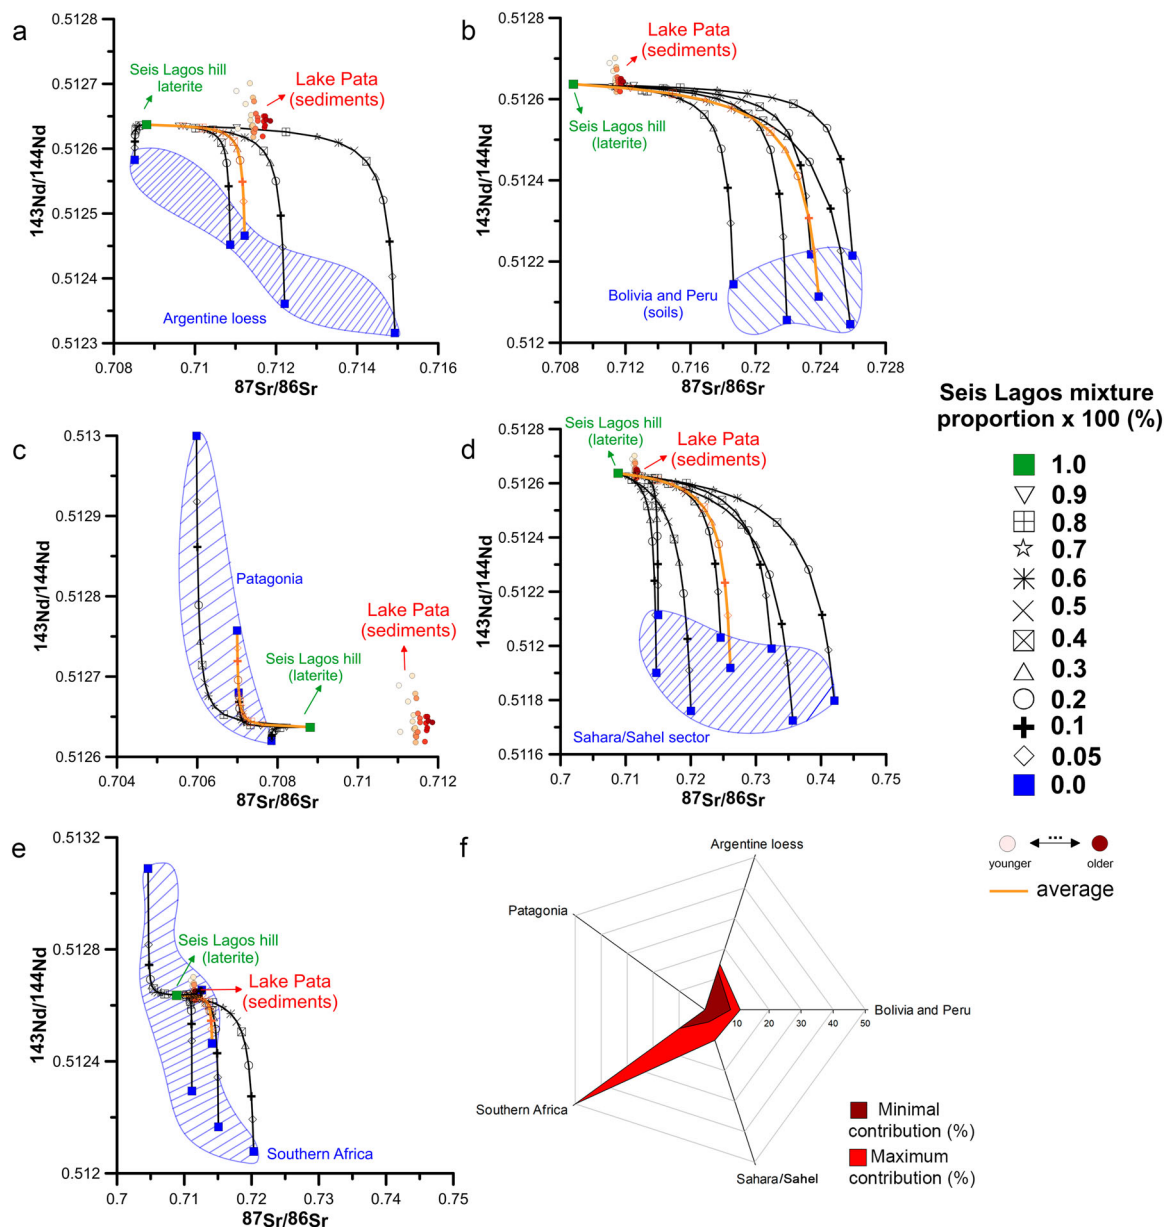 a
0.5128
0.5127
0.5126
0.5125
0.5124
0.5123
143Nd/144Nd
Seis Lagos hill
laterite
Lake Pata
(sediments)
Argentine loess
0.708
0.71
0.712
0.714
0.716
87Sr/86Sr
b
0.5128
0.5126
0.5124
0.5122
0.512
143Nd/144Nd
Lake Pata
(sediments)
Seis Lagos hill
(laterite)
Bolivia and Peru
(soils)
0.708
0.712
0.716
0.72
0.724
0.728
87Sr/86Sr
c
0.513
0.5129
0.5128
0.5127
0.5126
143Nd/144Nd
Patagonia
Lake Pata
(sediments)
Seis Lagos hill
(laterite)
0.704
0.706
0.708
0.71
0.712
87Sr/86Sr
d
0.5128
0.5126
0.5124
0.5122
0.512
0.5118
0.5116
143Nd/144Nd
Seis Lagos hill
(laterite)
Lake Pata
(sediments)
Sahara/Sahel sector
0.7
0.71
0.72
0.73
0.74
0.75
87Sr/86Sr
Seis Lagos mixture
proportion x 100 (%)
1.0
0.9
0.8
0.7
0.6
0.5
0.4
0.3
0.2
0.1
0.05
0.0
...
younger
older
average
e
0.5132
0.5128
0.5124
0.512
143Nd/144Nd
Seis Lagos hill
(laterite)
Lake Pata
(sediments)
Southern Africa
0.7
0.71
0.72
0.73
0.74
0.75
87Sr/86Sr
f
Argentine loess
Patagonia
Bolivia and Peru
10
20
30
40
50
Southern Africa
Sahara/Sahel
Minimal
contribution (%)
Maximum
contribution (%)